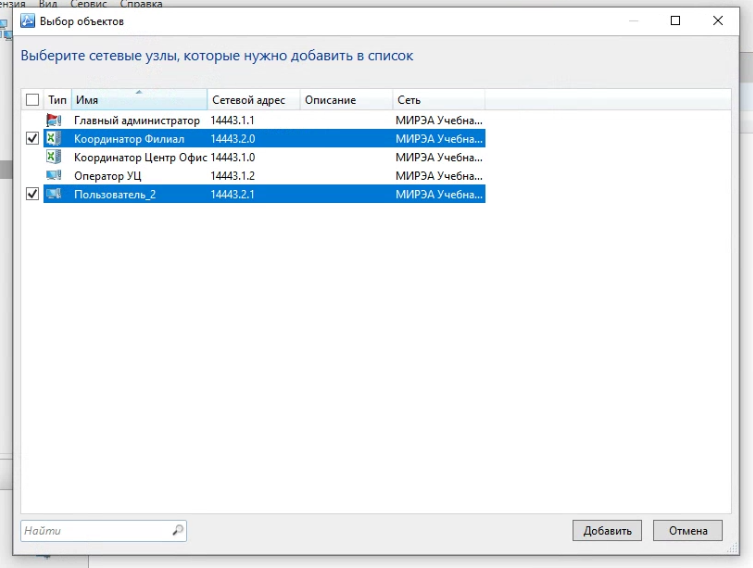 Вид Сервис Справка
Выбор объектов
Выберите сетевые узлы, которые нужно добавить в список
Тип Имя Сетевой адрес Описание Сеть
Главный администратор 14443.1.1 МИРЭА Учебна...
Координатор Филиал 14443.2.0 МИРЭА Учебна...
Координатор Центр Офис 14443.1.0 МИРЭА Учебна...
Оператор УЦ 14443.1.2 МИРЭА Учебна...
Пользователь_2 14443.2.1 МИРЭА Учебна...
Найти Добавить Отмена